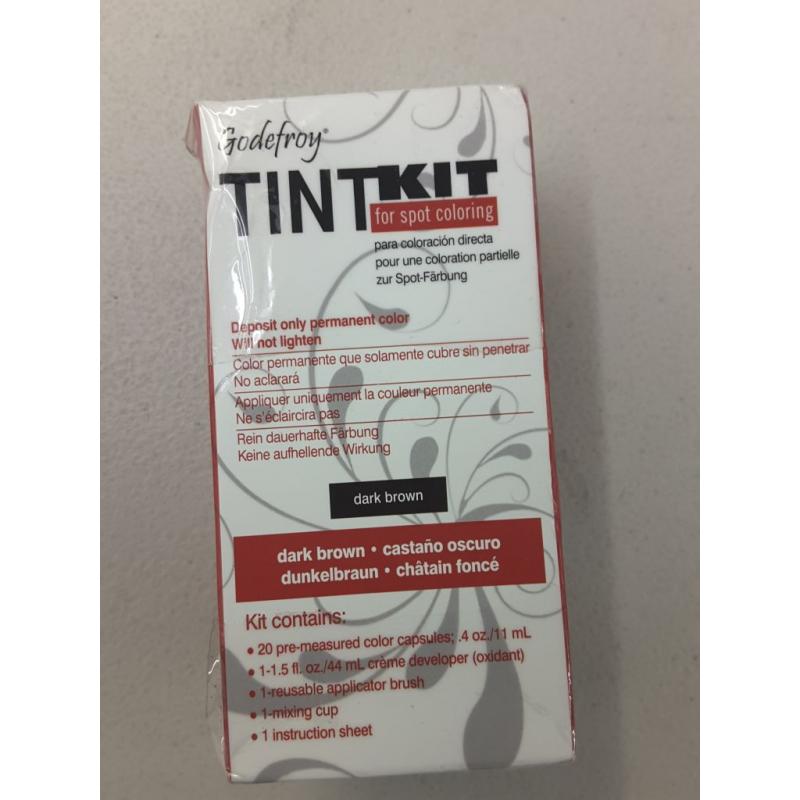 Godefroy®
TINT KIT
for spot coloring
para coloración directa
pour une coloration partielle
zur Spot-Färbung
Deposit only permanent color
Will not lighten
Color permanente que solamente cubre sin penetrar
No aclarará
Appliquer uniquement la couleur permanente
Ne s'éclaircira pas
Rein dauerhafte Färbung
Keine aufhellende Wirkung
dark brown
dark brown • castaño oscuro
dunkelbraun • châtain foncé
Kit contains:
• 20 pre-measured color capsules; .4 oz./11 mL
• 1-1.5 fl. oz./44 mL crème developer (oxidant)
• 1-reusable applicator brush
• 1-mixing cup
• 1 instruction sheet